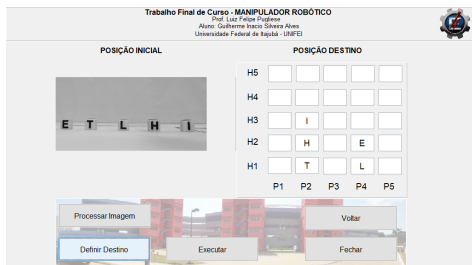 Trabalho Final de Curso - MANIPULADOR ROBÓTICO
Prof. Luiz Felipe Pugliese
Aluno: Guilherme Inacio Silveira Alves
Universidade Federal de Itajubá - UNIFEI
POSIÇÃO INICIAL
POSIÇÃO DESTINO
E T L H I
H5
H4
H3 I
H2 H E
H1 T L
P1 P2 P3 P4 P5
Processar Imagem
Voltar
Definir Destino
Executar
Fechar